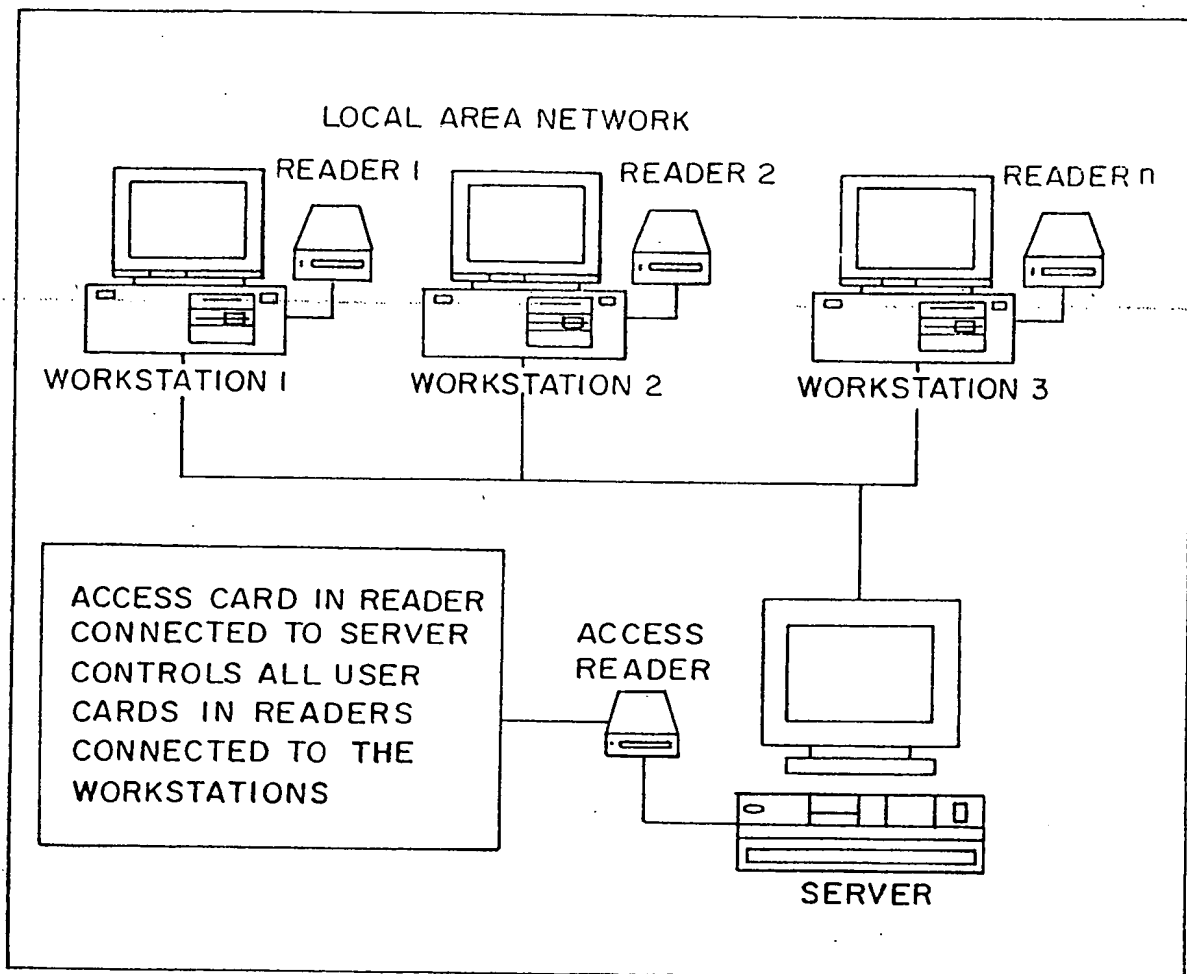 LOCAL AREA NETWORK
READER 1
READER 2
READER n
WORKSTATION 1
WORKSTATION 2
WORKSTATION 3
ACCESS CARD IN READER
CONNECTED TO SERVER
CONTROLS ALL USER
CARDS IN READERS
CONNECTED TO THE
WORKSTATIONS
ACCESS
READER
SERVER